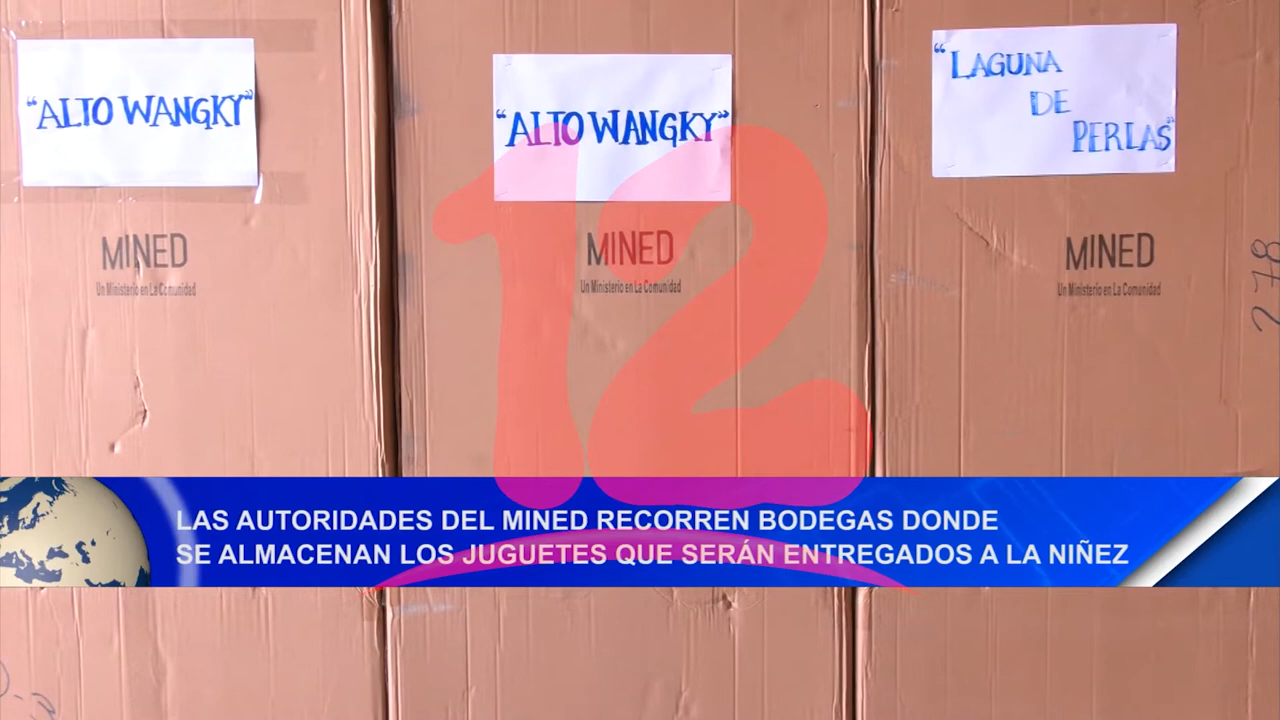 “ALTO WANGKY”
MINED
Un Ministerio en La Comunidad
“ALTO WANGKY”
MINED
Un Ministerio en La Comunidad
“LAGUNA
DE
PERLAS”
MINED
Un Ministerio en La Comunidad
278
12
LAS AUTORIDADES DEL MINED RECORREN BODEGAS DONDE
SE ALMACENAN LOS JUGUETES QUE SERÁN ENTREGADOS A LA NIÑEZ